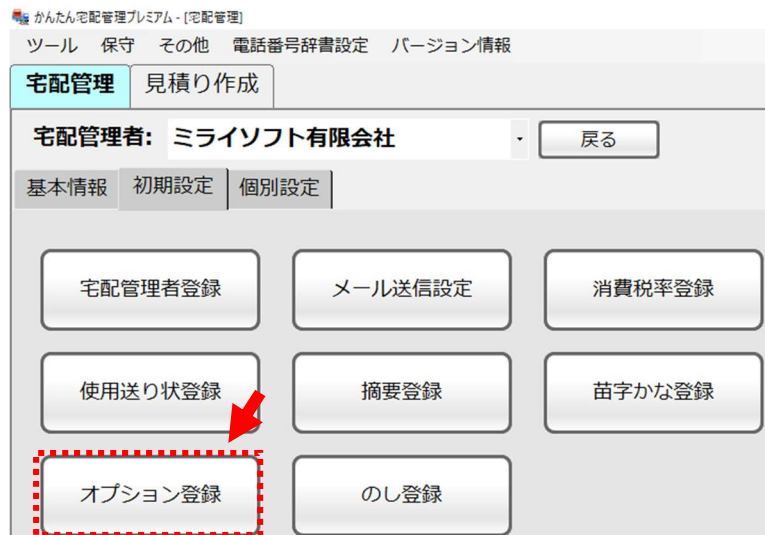 かんたん宅配管理プレミアム - [宅配管理]
ツール 保守 その他 電話番号辞書設定 バージョン情報
宅配管理 見積り作成
宅配管理者: ミライソフト有限会社 戻る
基本情報 初期設定 個別設定
宅配管理者登録 メール送信設定 消費税率登録
使用送り状登録 摘要登録 苗字かな登録
オプション登録 のし登録